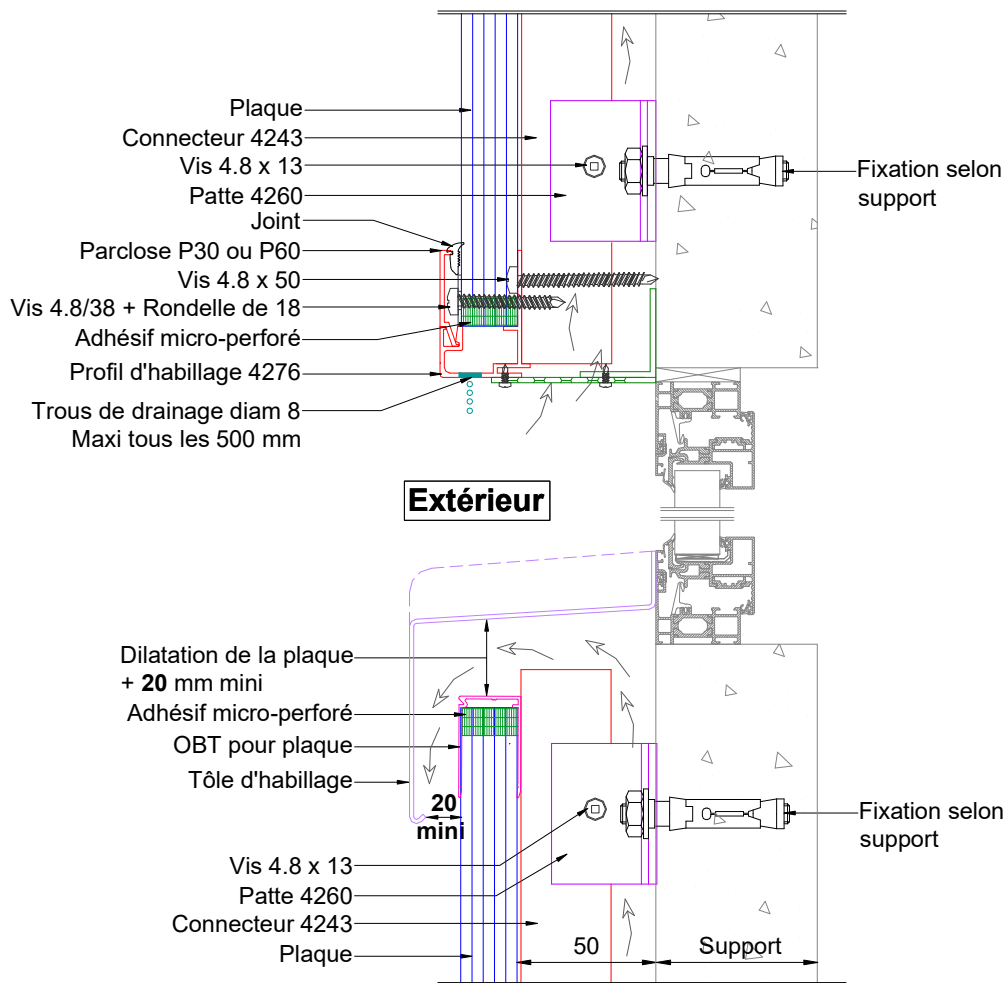 Plaque
Connecteur 4243
Vis 4.8 x 13
Patte 4260
Joint
Parclose P30 ou P60
Vis 4.8 x 50
Vis 4.8/38 + Rondelle de 18
Adhésif micro-perforé
Profil d'habillage 4276
Trous de drainage diam 8
Maxi tous les 500 mm
Fixation selon
support
Extérieur
Dilatation de la plaque
+ 20 mm mini
Adhésif micro-perforé
OBT pour plaque
Tôle d'habillage
20
mini
Vis 4.8 x 13
Patte 4260
Connecteur 4243
Plaque
Fixation selon
support
50
Support